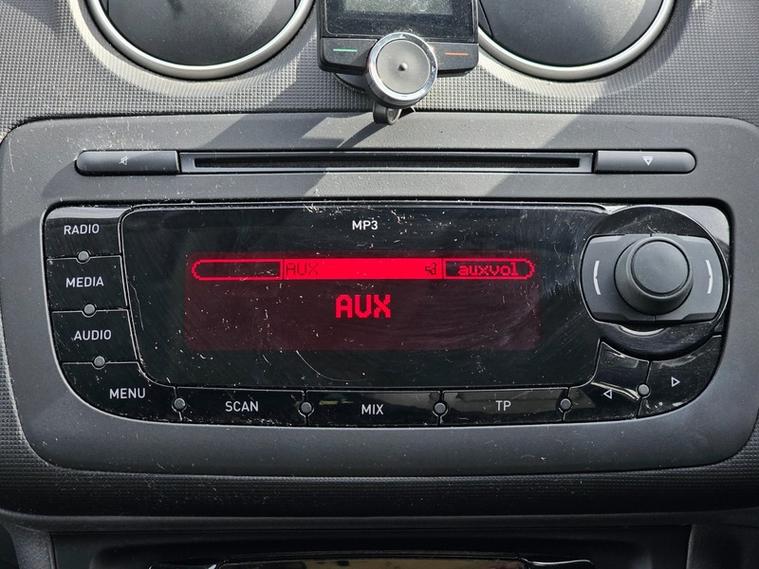 MP3
RADIO
MEDIA
AUDIO
MENU
AUX
auxvol
AUX
SCAN
MIX
TP